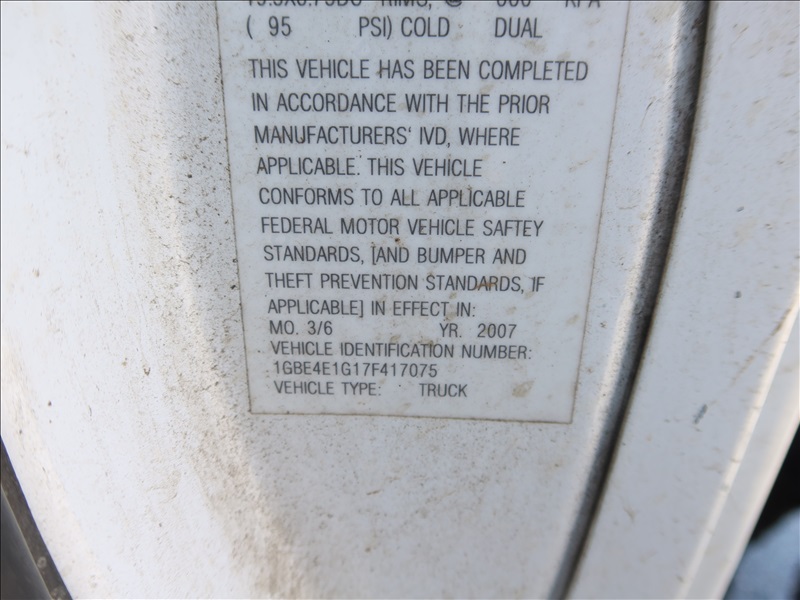 ( 95 PSI) COLD DUAL
THIS VEHICLE HAS BEEN COMPLETED
IN ACCORDANCE WITH THE PRIOR
MANUFACTURERS' IVD, WHERE
APPLICABLE. THIS VEHICLE
CONFORMS TO ALL APPLICABLE
FEDERAL MOTOR VEHICLE SAFTEY
STANDARDS, [AND BUMPER AND
THEFT PREVENTION STANDARDS, IF
APPLICABLE] IN EFFECT IN:
MO. 3/6 YR. 2007
VEHICLE IDENTIFICATION NUMBER:
1GBE4E1G17F417075
VEHICLE TYPE: TRUCK